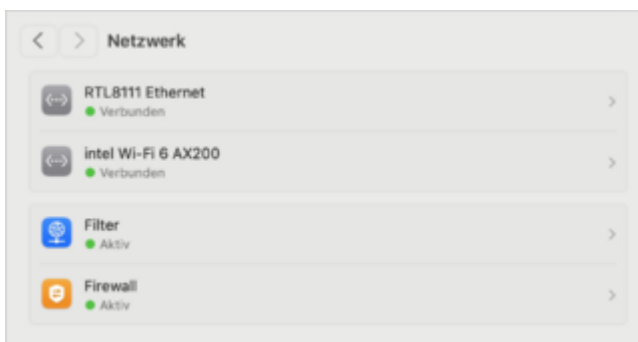 Netzwerk
RTL8111 Ethernet
Verbunden
intel Wi-Fi 6 AX200
Verbunden
Filter
Aktiv
Firewall
Aktiv